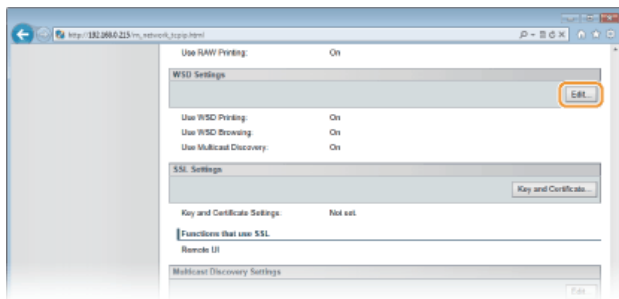 http://192.168.0.215/m_network_tcpip.html
Use RAW Printing: On
WSD Settings
Edit...
Use WSD Printing: On
Use WSD Browsing: On
Use Multicast Discovery: On
SSL Settings
Key and Certificate...
Key and Certificate Settings: Not set.
Functions that use SSL
Remote UI
Multicast Discovery Settings
Edit...